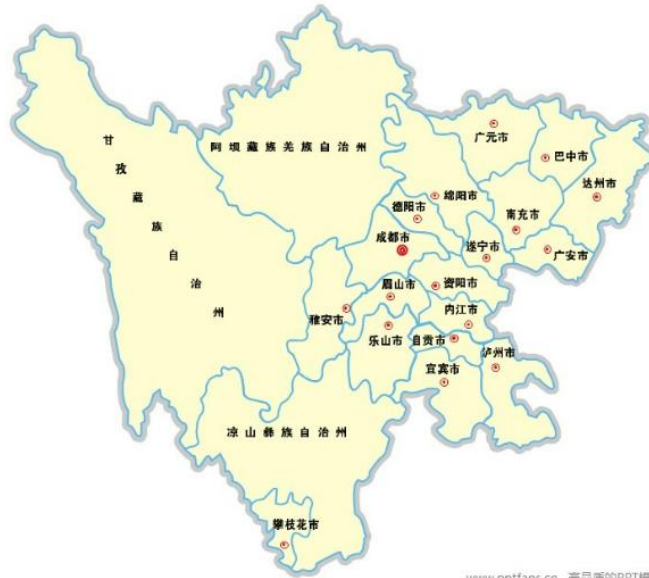 广元市
巴中市
甘孜藏族自治州
阿坝藏族羌族自治州
达州市
绵阳市
德阳市
南充市
成都市
遂宁市
广安市
眉山市
资阳市
内江市
雅安市
乐山市
自贡市
泸州市
宜宾市
凉山彝族自治州
攀枝花市